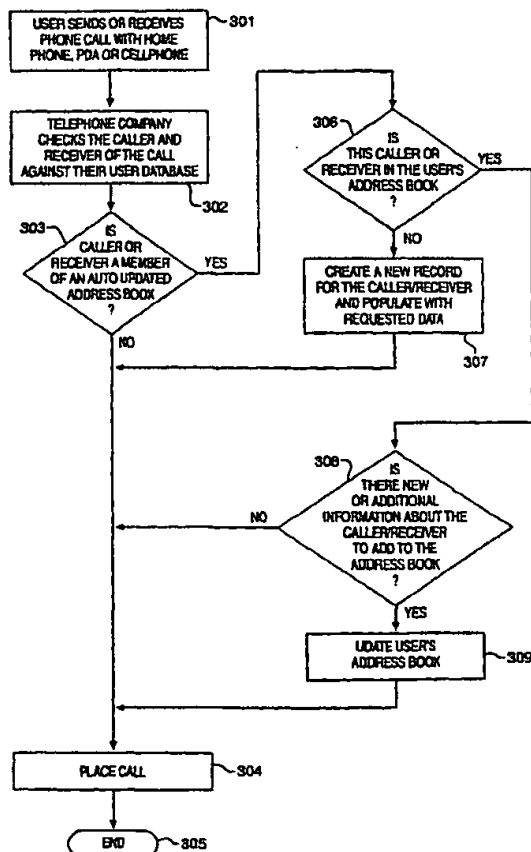 USER SENDS OR RECEIVES
PHONE CALL WITH HOME
PHONE, PDA OR CELLPHONE
301
TELEPHONE COMPANY
CHECKS THE CALLER AND
RECEIVER OF THE CALL
AGAINST THEIR USER DATABASE
302
303
IS
CALLER OR
RECEIVER A MEMBER
OF AN AUTO UPDATED
ADDRESS BOOK
?
YES
NO
306
IS
THIS CALLER OR
RECEIVER IN THE USER'S
ADDRESS BOOK
?
YES
NO
CREATE A NEW RECORD
FOR THE CALLER/RECEIVER
AND POPULATE WITH
REQUESTED DATA
307
308
IS
THERE NEW
OR ADDITIONAL
INFORMATION ABOUT THE
CALLER/RECEIVER
TO ADD TO THE
ADDRESS BOOK
?
NO
YES
UDATE USER'S
ADDRESS BOOK
309
PLACE CALL
304
END
305